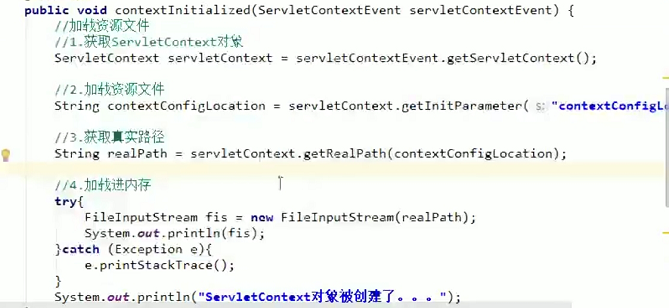 public void contextInitialized(ServletContextEvent servletContextEvent) {
//加载资源文件
//1.获取ServletContext对象
ServletContext servletContext = servletContextEvent.getServletContext();
//2.加载资源文件
String contextConfigLocation = servletContext.getInitParameter( s: "contextConfigLo
//3.获取真实路径
String realPath = servletContext.getRealPath(contextConfigLocation);
//4.加载进内存
try{
FileInputStream fis = new FileInputStream(realPath);
System.out.println(fis);
}catch (Exception e){
e.printStackTrace();
}
System.out.println("ServletContext对象被创建了。。。");